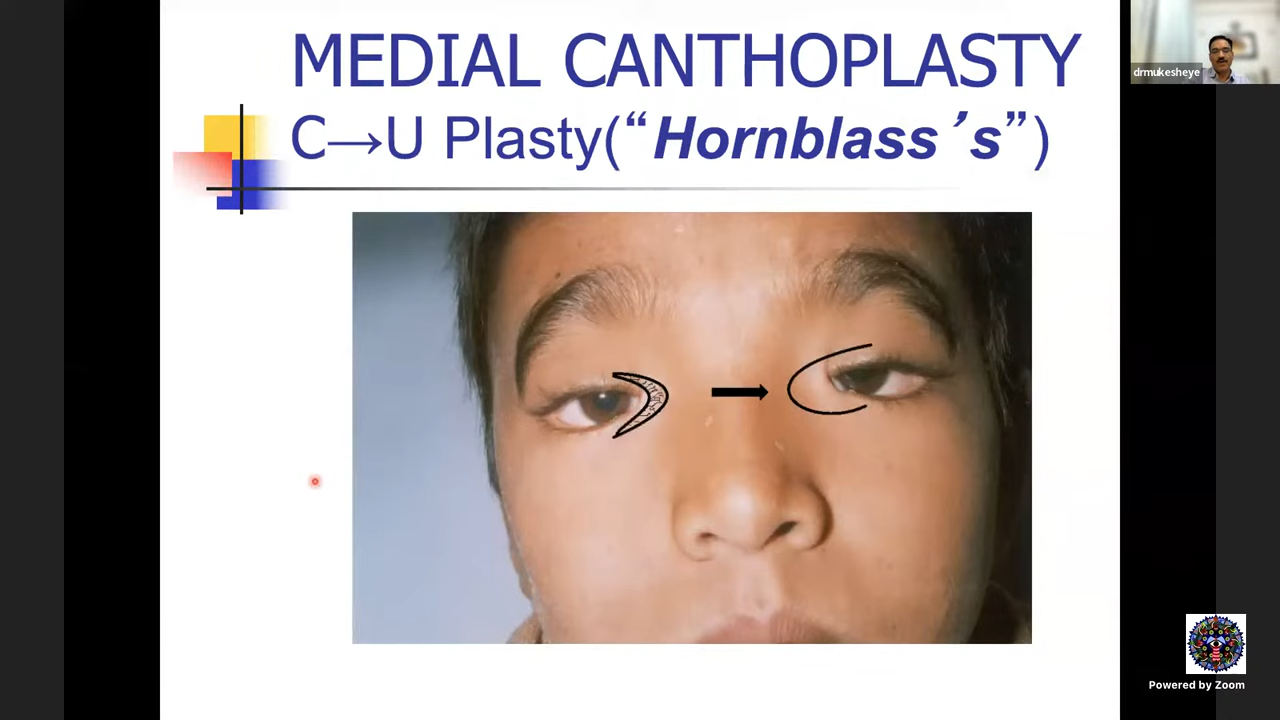 MEDIAL CANTHOPLASTY
C→U Plasty(“Hornblass’s”)
drmukesheye
Powered by Zoom